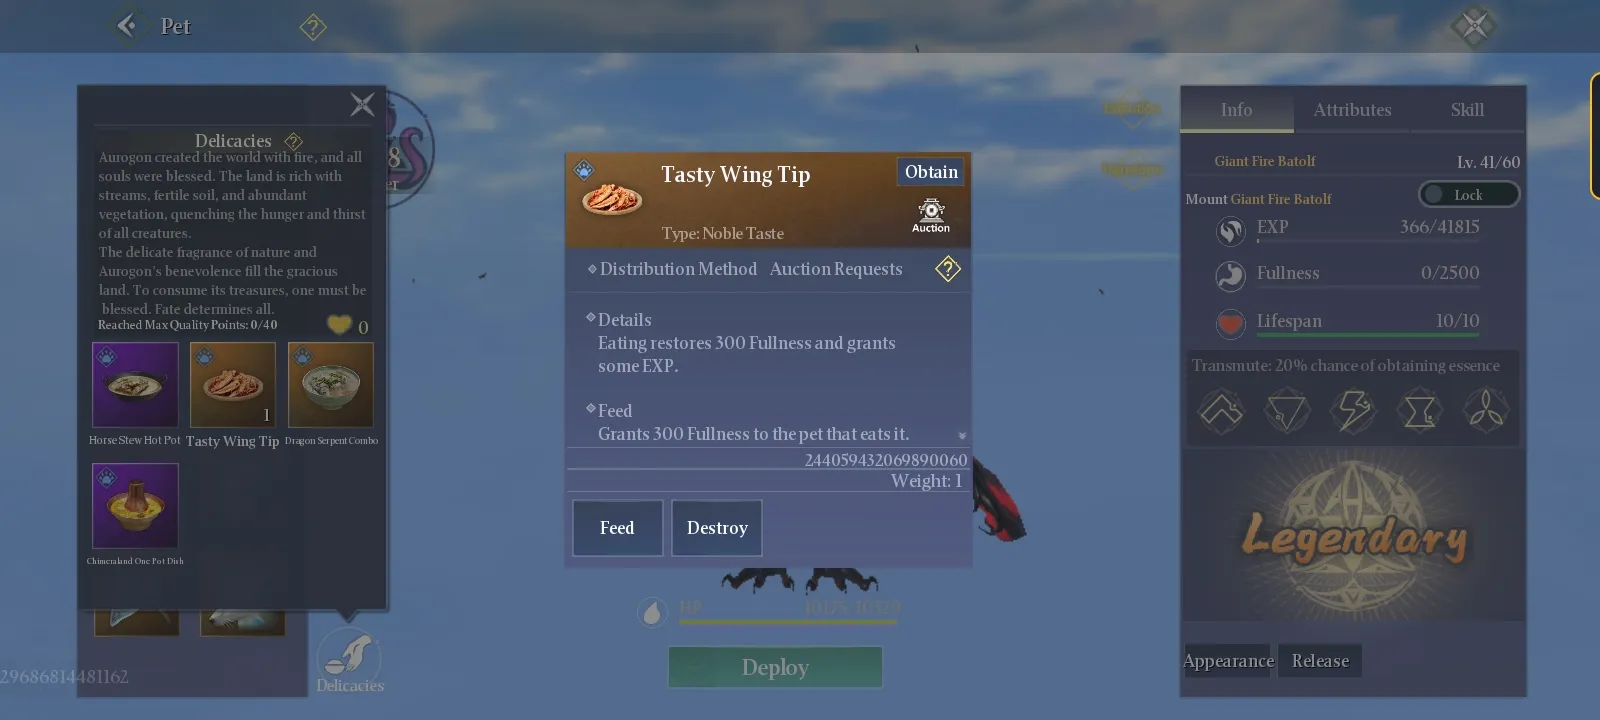 Pet
?
Delicacies ?
Aurogon created the world with fire, and all
souls were blessed. The land is rich with
streams, fertile soil, and abundant
vegetation, quenching the hunger and thirst
of all creatures.
The delicate fragrance of nature and
Aurogon's benevolence fill the gracious
land. To consume its treasures, one must be
blessed. Fate determines all.
Reached Max Quality Points: 0/40
0
1
Horse Stew Hot Pot
Tasty Wing Tip
Dragon Serpent Combo
Chimeraland One Pot Dish
Delicacies
29686814481162
8
er
Tasty Wing Tip
Obtain
Auction
Type: Noble Taste
Distribution Method Auction Requests ?
Details
Eating restores 300 Fullness and grants
some EXP.
Feed
Grants 300 Fullness to the pet that eats it.
244059432069890060
Weight: 1
Feed
Destroy
HP
Deploy
Info
Attributes
Skill
Giant Fire Batolf
Lv. 41/60
Mount Giant Fire Batolf
Lock
EXP 366/41815
Fullness 0/2500
Lifespan 10/10
Transmute: 20% chance of obtaining essence
Legendary
Appearance
Release